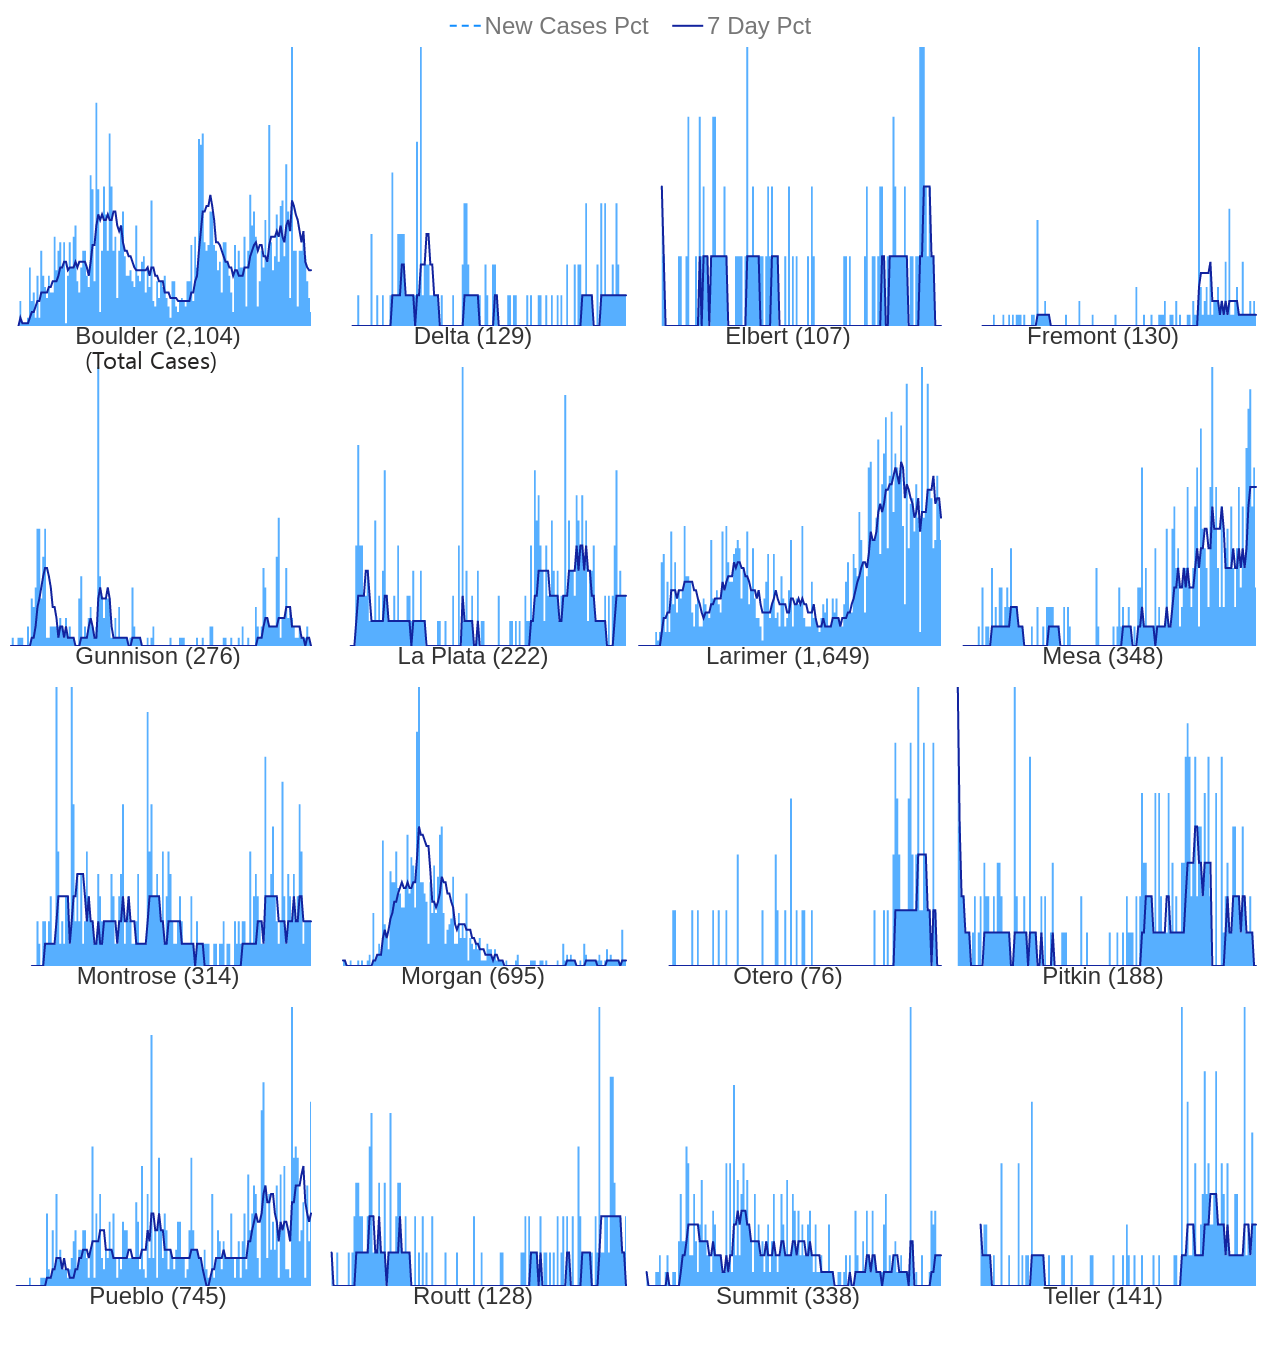 New Cases Pct 7 Day Pct
Boulder (2,104)
(Total Cases)
Delta (129)
Elbert (107)
Fremont (130)
Gunnison (276)
La Plata (222)
Larimer (1,649)
Mesa (348)
Montrose (314)
Morgan (695)
Otero (76)
Pitkin (188)
Pueblo (745)
Routt (128)
Summit (338)
Teller (141)